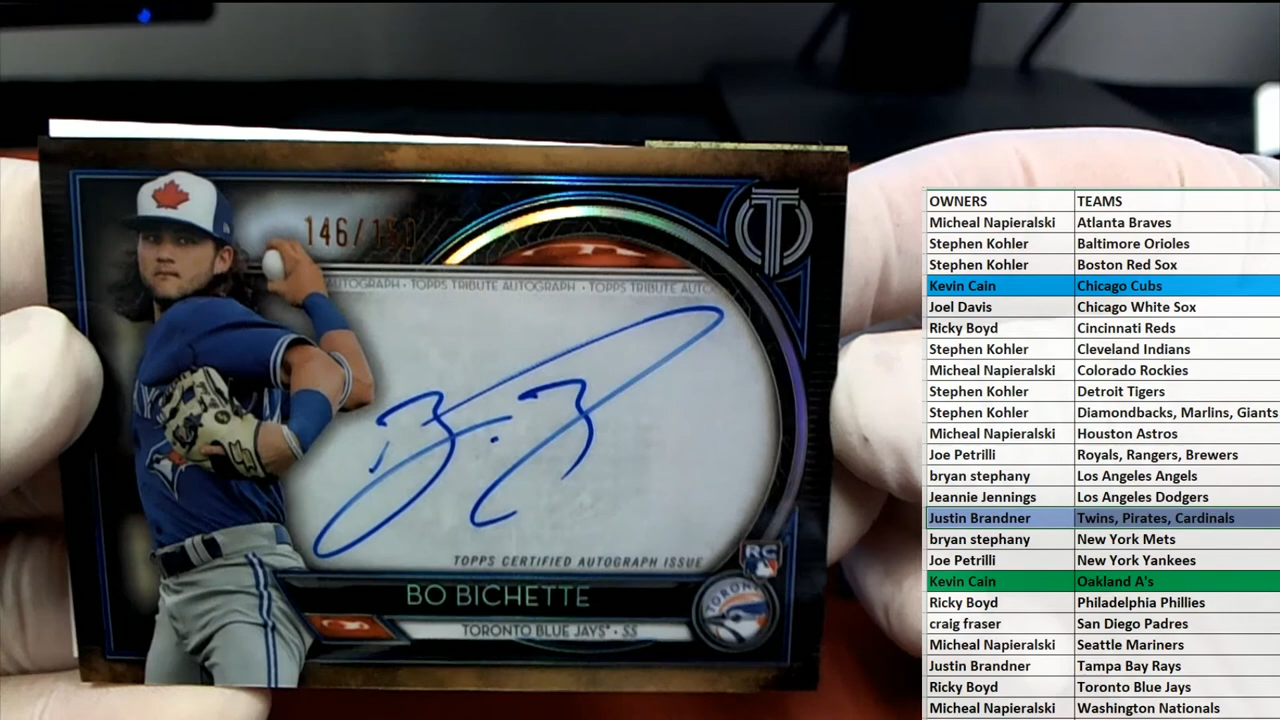 146/150
AUTOGRAPH · TOPPS TRIBUTE AUTOGRAPH · TOPPS TRIBUTE AUTO
TOPPS CERTIFIED AUTOGRAPH ISSUE
RC
BO BICHETTE
TORONTO BLUE JAYS® · SS
TORONTO
OWNERS TEAMS
Micheal Napieralski Atlanta Braves
Stephen Kohler Baltimore Orioles
Stephen Kohler Boston Red Sox
Kevin Cain Chicago Cubs
Joel Davis Chicago White Sox
Ricky Boyd Cincinnati Reds
Stephen Kohler Cleveland Indians
Micheal Napieralski Colorado Rockies
Stephen Kohler Detroit Tigers
Stephen Kohler Diamondbacks, Marlins, Giants
Micheal Napieralski Houston Astros
Joe Petrilli Royals, Rangers, Brewers
bryan stephany Los Angeles Angels
Jeannie Jennings Los Angeles Dodgers
Justin Brandner Twins, Pirates, Cardinals
bryan stephany New York Mets
Joe Petrilli New York Yankees
Kevin Cain Oakland A's
Ricky Boyd Philadelphia Phillies
craig fraser San Diego Padres
Micheal Napieralski Seattle Mariners
Justin Brandner Tampa Bay Rays
Ricky Boyd Toronto Blue Jays
Micheal Napieralski Washington Nationals